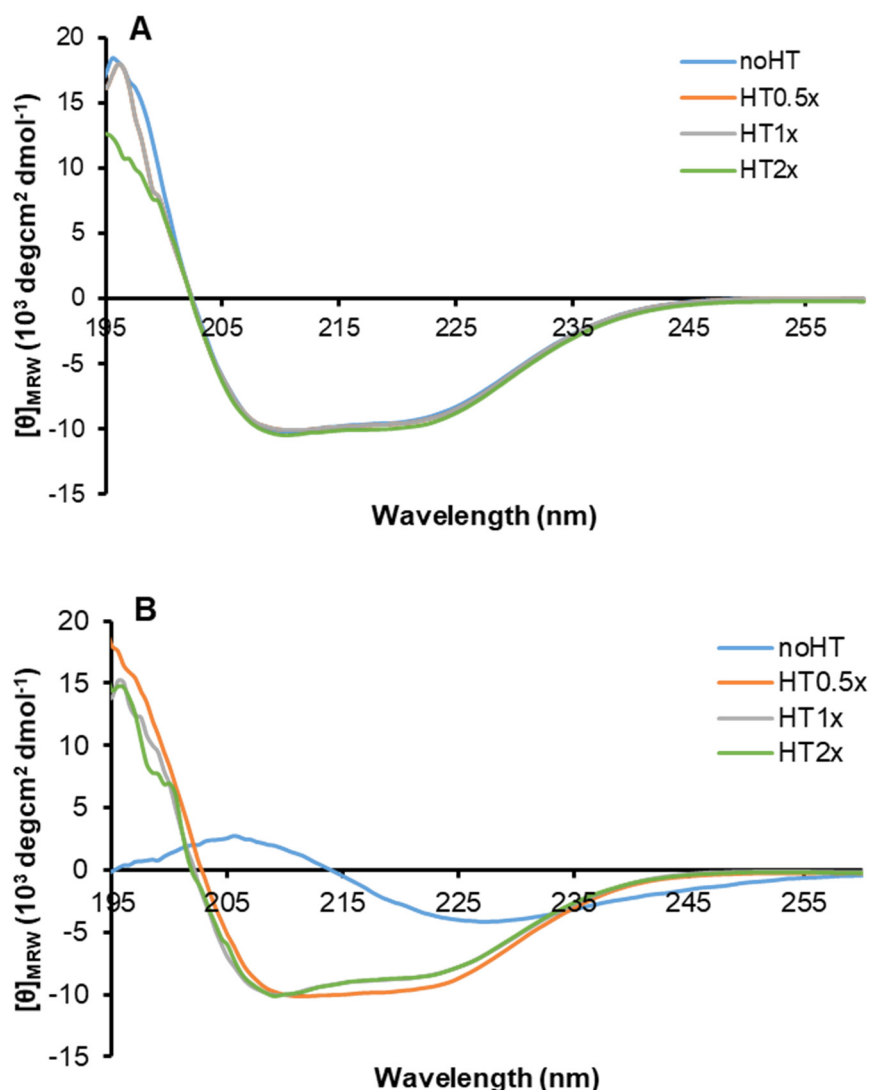 A
20
15
10
5
0
-5
-10
-15
195
205
215
225
235
245
255
[θ]MRW (10³ degcm² dmol⁻¹)
Wavelength (nm)
noHT
HT0.5x
HT1x
HT2x
B
20
15
10
5
0
-5
-10
-15
195
205
215
225
235
245
255
[θ]MRW (10³ degcm² dmol⁻¹)
Wavelength (nm)
noHT
HT0.5x
HT1x
HT2x